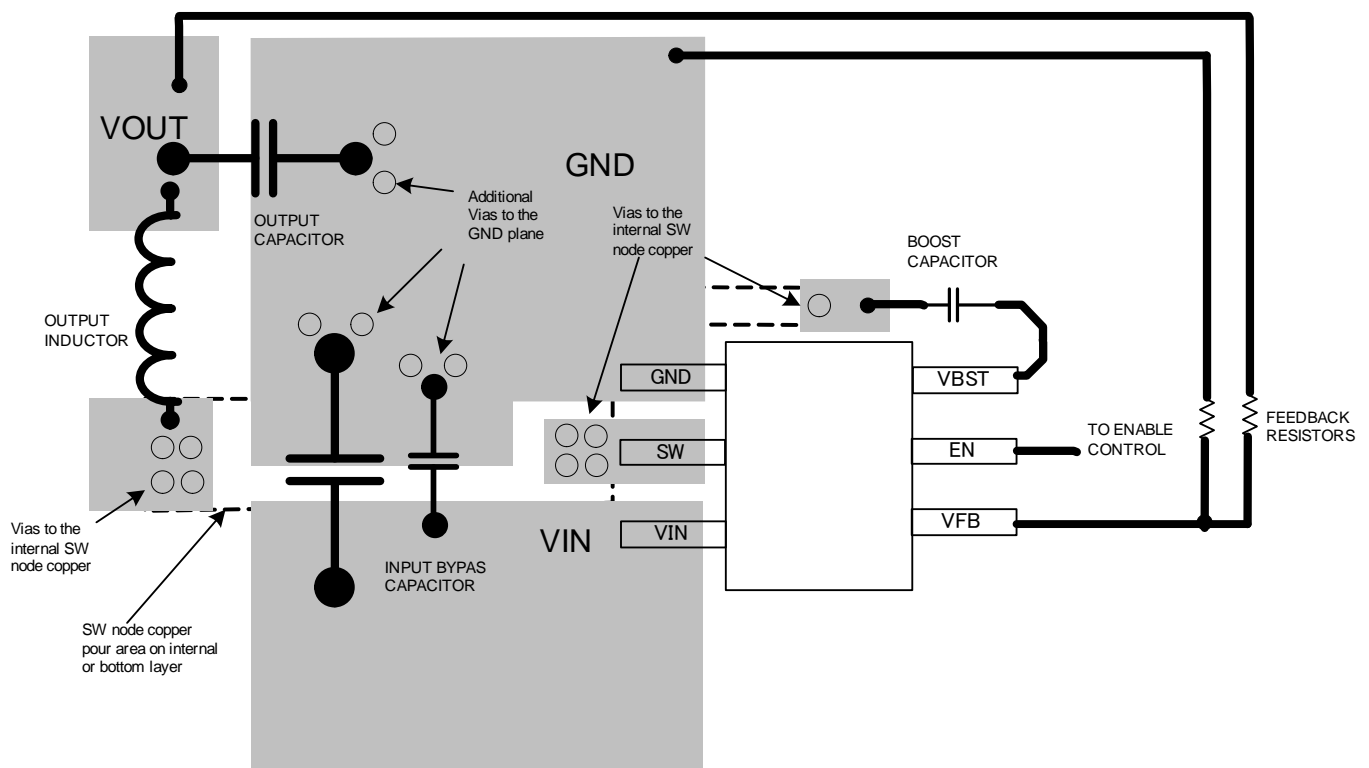 VOUT
GND
OUTPUT
CAPACITOR
Additional
Vias to the
GND plane
Vias to the
internal SW
node copper
BOOST
CAPACITOR
OUTPUT
INDUCTOR
GND
VBST
TO ENABLE
CONTROL
FEEDBACK
RESISTORS
SW
EN
VIN
VIN
VFB
Vias to the
internal SW
node copper
INPUT BYPAS
CAPACITOR
SW node copper
pour area on internal
or bottom layer